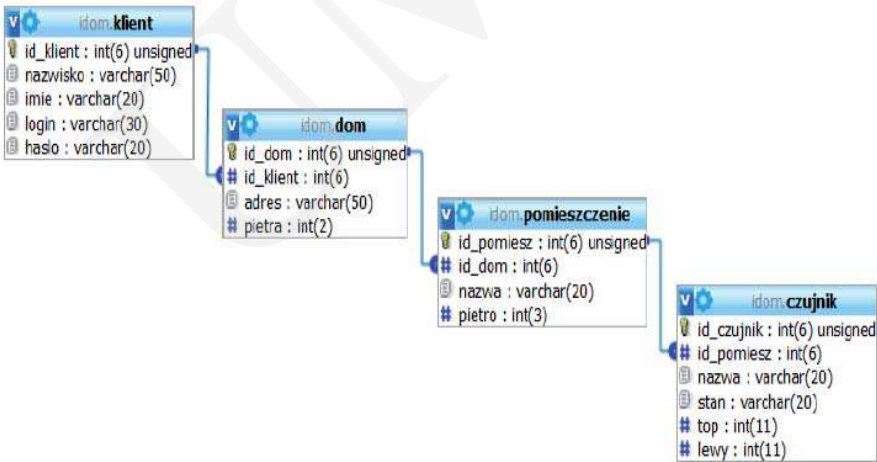 idom.klient
id_klient : int(6) unsigned
nazwisko : varchar(50)
imie : varchar(20)
login : varchar(30)
haslo : varchar(20)
idom.dom
id_dom : int(6) unsigned
# id_klient : int(6)
adres : varchar(50)
# pietra : int(2)
idom.pomieszczenie
id_pomiesz : int(6) unsigned
# id_dom : int(6)
nazwa : varchar(20)
# pietro : int(3)
idom.czujnik
id_czujnik : int(6) unsigned
# id_pomiesz : int(6)
nazwa : varchar(20)
stan : varchar(20)
# top : int(11)
# lewy : int(11)